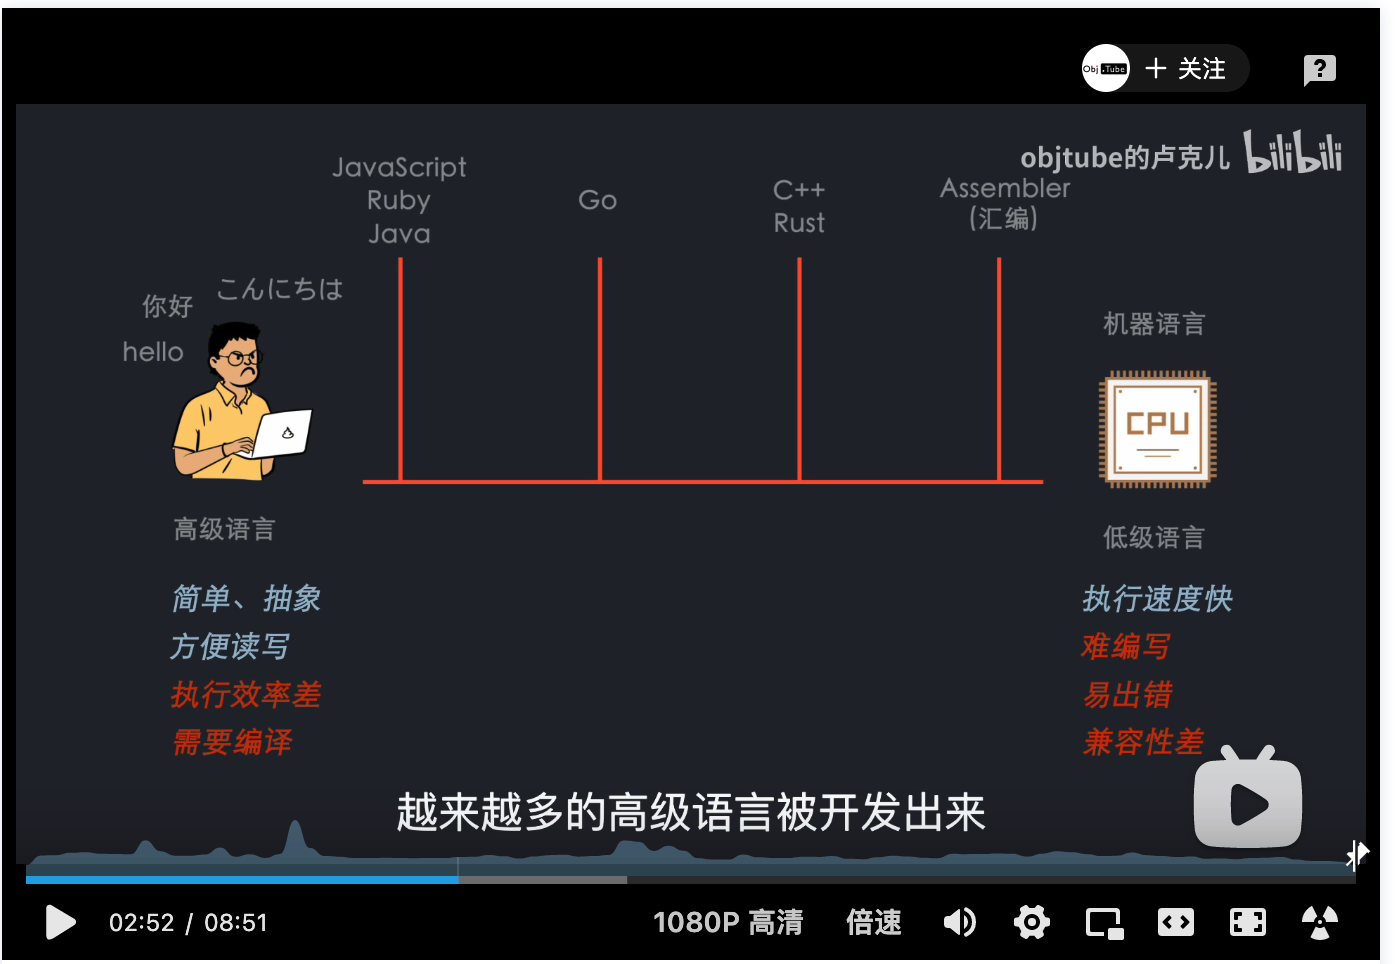 Obj.Tube
+ 关注
?
objtube的卢克儿 bilibili
JavaScript
Ruby
Java
Go
C++
Rust
Assembler
(汇编)
こんにちは
你好
hello
机器语言
CPU
高级语言
低级语言
简单、抽象
方便读写
执行效率差
需要编译
执行速度快
难编写
易出错
兼容性差
越来越多的高级语言被开发出来
02:52 / 08:51
1080P 高清
倍速